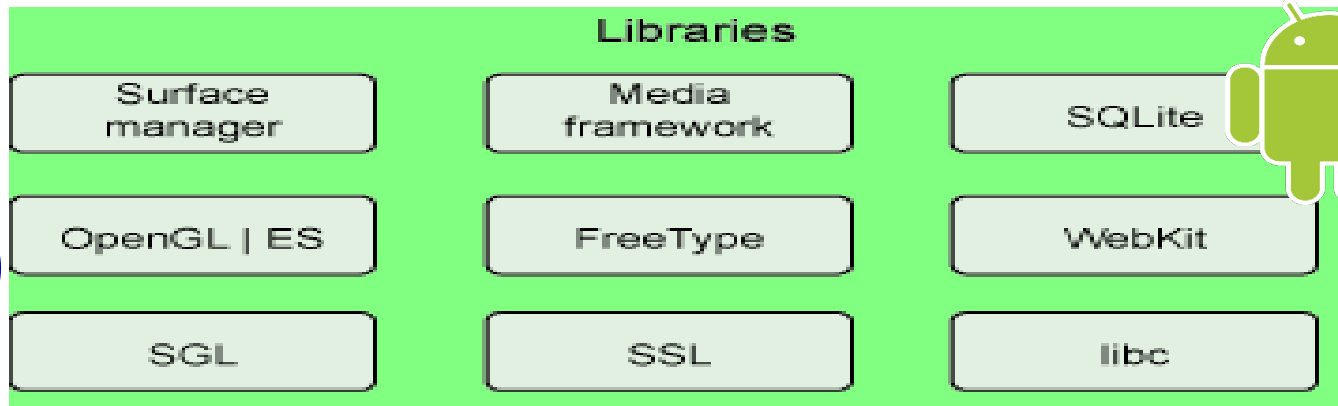 Libraries
Surface
manager
Media
framework
SQLite
OpenGL | ES
FreeType
WebKit
SGL
SSL
libc